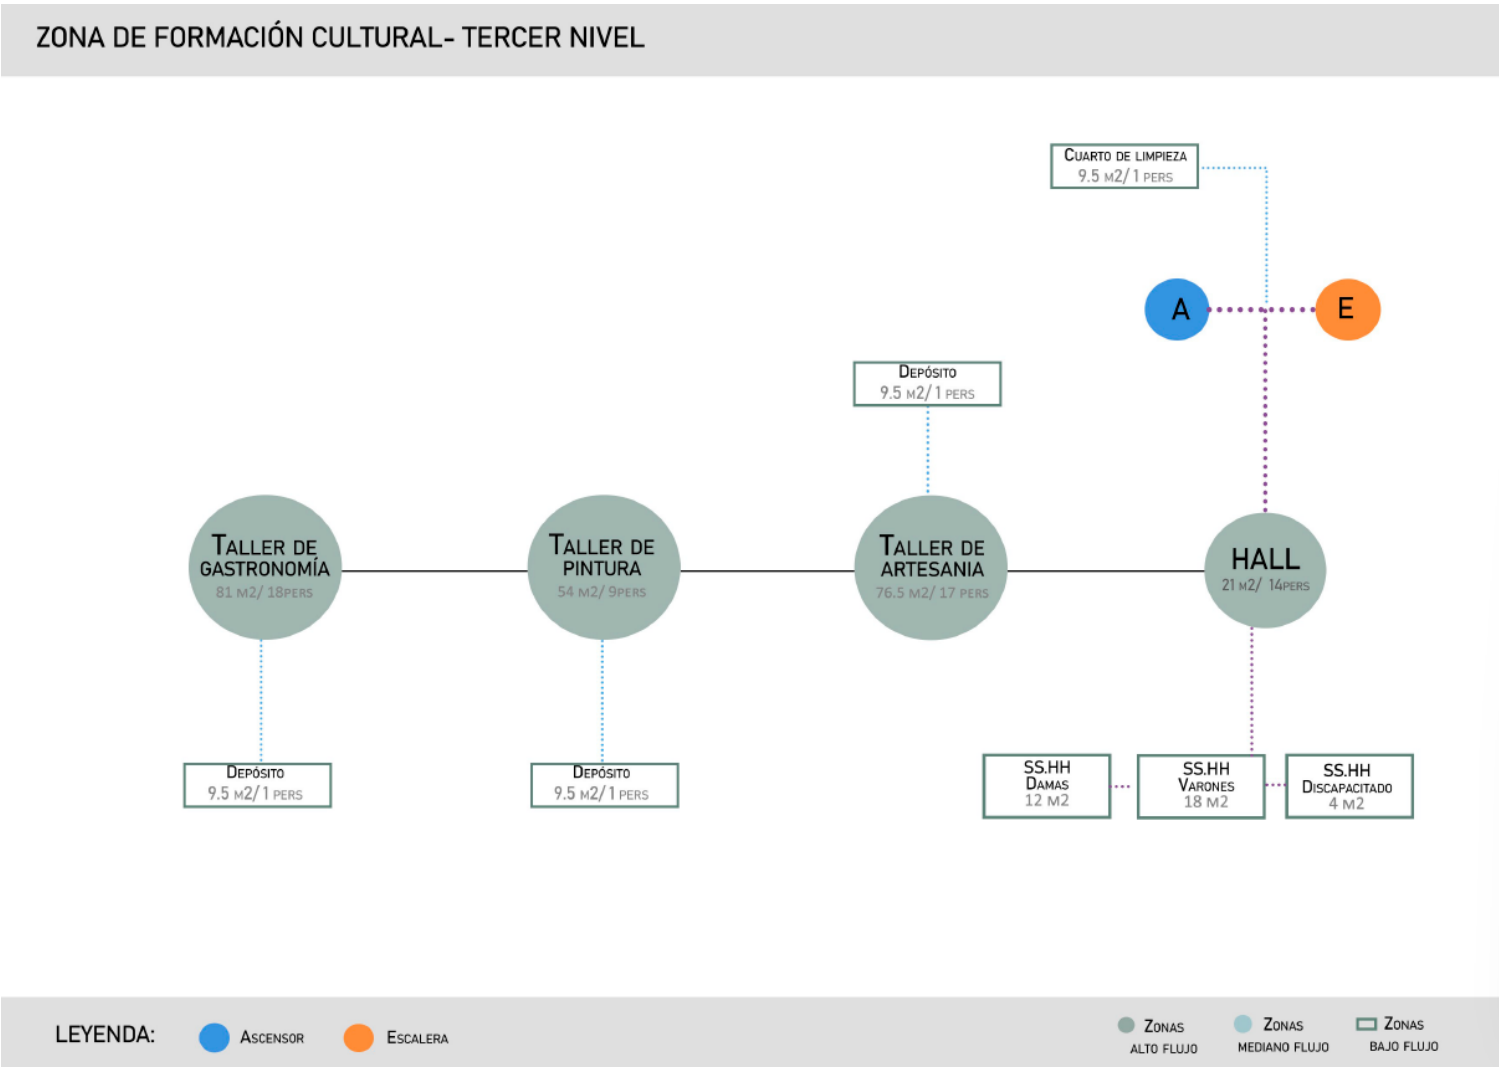 ZONA DE FORMACIÓN CULTURAL- TERCER NIVEL
CUARTO DE LIMPIEZA
9.5 M2/ 1 PERS
A
E
DEPÓSITO
9.5 M2/ 1 PERS
TALLER DE
GASTRONOMÍA
81 M2/ 18PERS
TALLER DE
PINTURA
54 M2/ 9PERS
TALLER DE
ARTESANIA
76.5 M2/ 17 PERS
HALL
21 M2/ 14PERS
DEPÓSITO
9.5 M2/ 1 PERS
DEPÓSITO
9.5 M2/ 1 PERS
SS.HH
DAMAS
12 M2
SS.HH
VARONES
18 M2
SS.HH
DISCAPACITADO
4 M2
LEYENDA:
ASCENSOR
ESCALERA
ZONAS
ALTO FLUJO
ZONAS
MEDIANO FLUJO
ZONAS
BAJO FLUJO